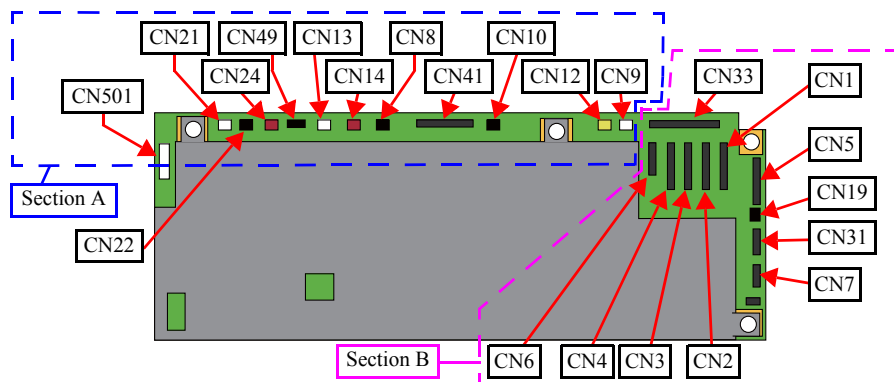 CN21
CN49
CN13
CN8
CN10
CN24
CN14
CN41
CN12
CN9
CN33
CN1
CN501
CN5
Section A
CN19
CN22
CN31
CN7
Section B
CN6
CN4
CN3
CN2